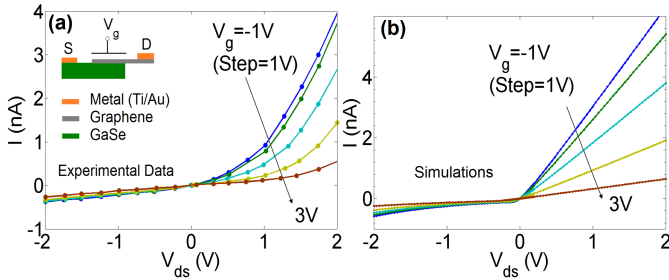 (a)
V_g
S
D
V_g=-1V
(Step=1V)
Metal (Ti/Au)
Graphene
GaSe
Experimental Data
3V
I (nA)
4
3
2
1
0
-1
-2
-1
0
1
2
V_ds (V)
(b)
V_g=-1V
(Step=1V)
Simulations
3V
I (nA)
4
2
0
-2
-1
0
1
2
V_ds (V)